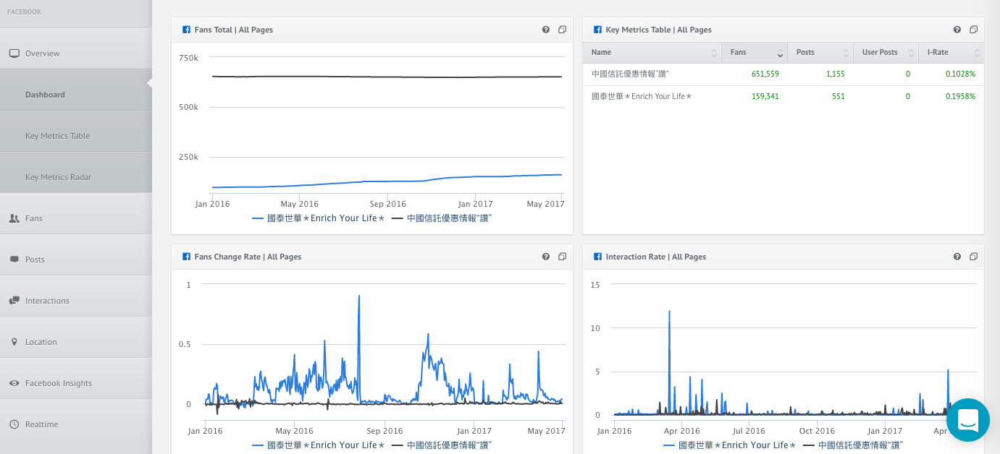 FACEBOOK
Overview
Dashboard
Key Metrics Table
Key Metrics Radar
Fans
Posts
Interactions
Location
Facebook Insights
Realtime
Fans Total | All Pages
750k
500k
250k
Jan 2016 May 2016 Sep 2016 Jan 2017 May 2017
國泰世華＊Enrich Your Life＊ 中國信託優惠情報“讚”
Key Metrics Table | All Pages
Name Fans Posts User Posts I-Rate
中國信託優惠情報“讚” 651,559 1,155 0 0.1028%
國泰世華＊Enrich Your Life＊ 159,341 551 0 0.1958%
Fans Change Rate | All Pages
1
0.5
0
Jan 2016 May 2016 Sep 2016 Jan 2017 May 2017
國泰世華＊Enrich Your Life＊ 中國信託優惠情報“讚”
Interaction Rate | All Pages
15
10
5
0
Jan 2016 Apr 2016 Jul 2016 Oct 2016 Jan 2017 Apr
國泰世華＊Enrich Your Life＊ 中國信託優惠情報“讚”